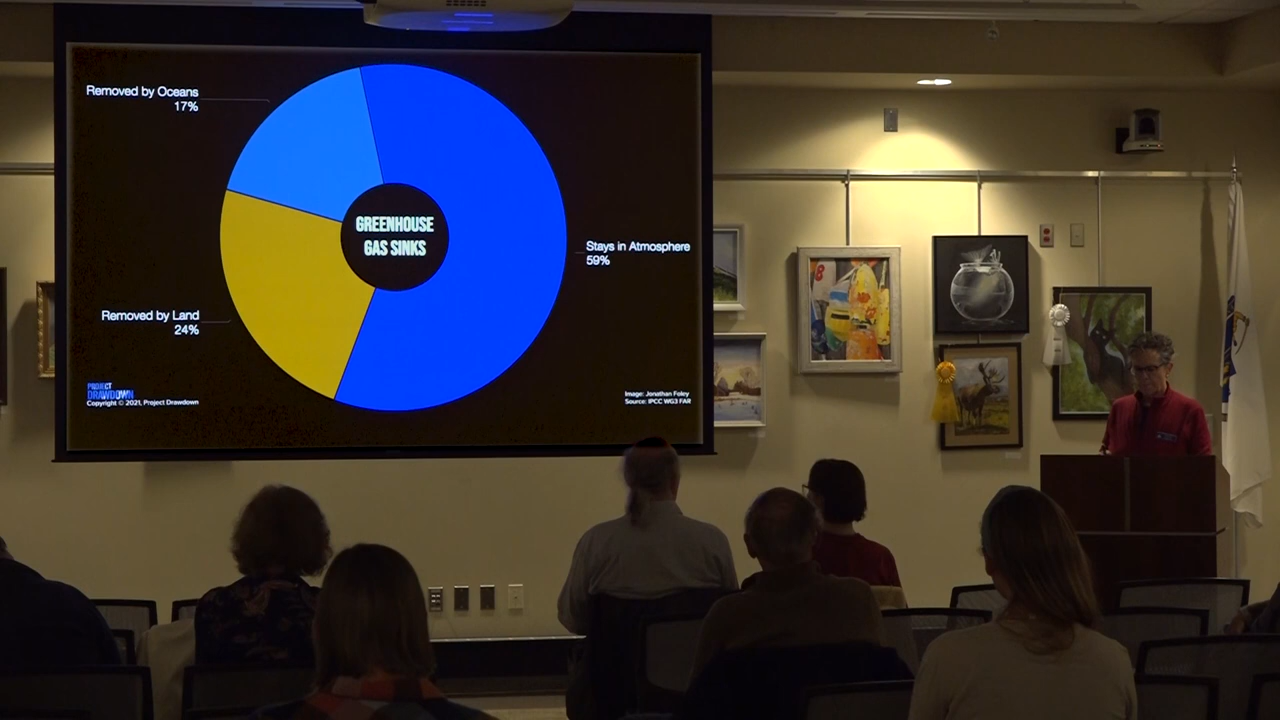 Removed by Oceans
17%
GREENHOUSE
GAS SINKS
Stays in Atmosphere
59%
Removed by Land
24%
PROJECT
DRAWDOWN
Copyright © 2021, Project Drawdown
Image: Jonathan Foley
Source: IPCC WG3 FAR
8